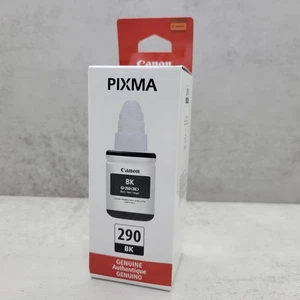 Canon
PIXMA
Canon
BK
GI-290 (BK)
290
BK
GENUINE
Authentique
GENUINO